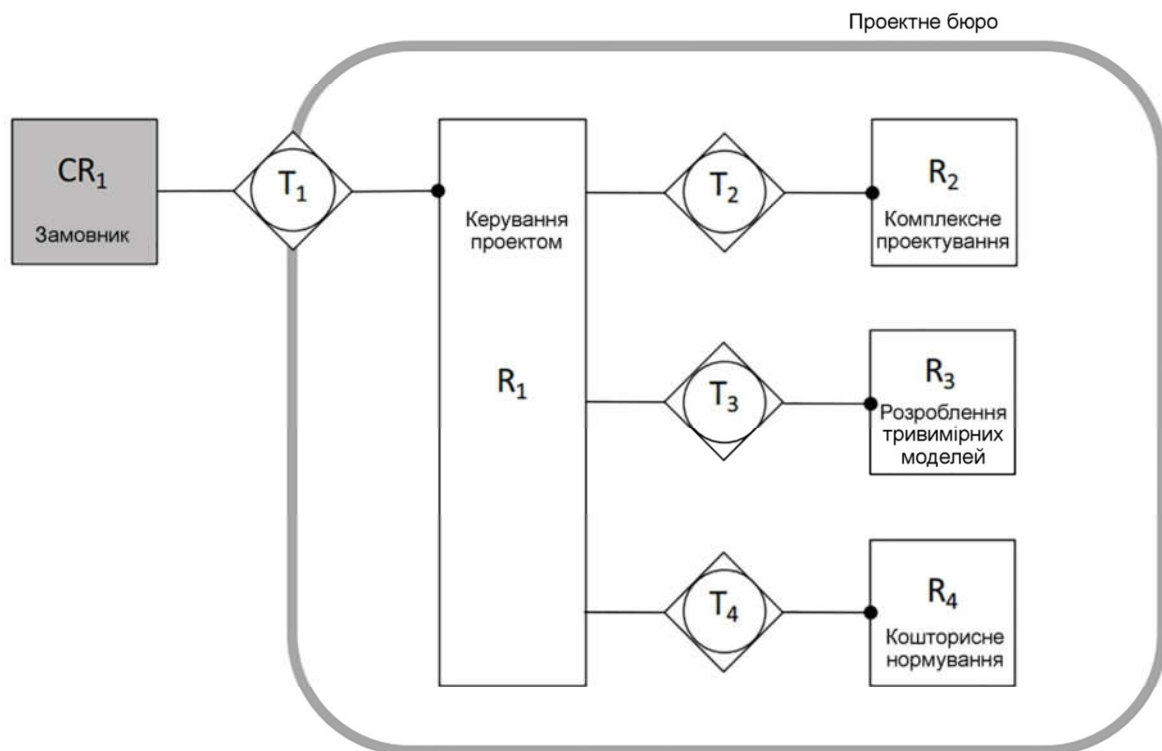 Проектне бюро
CR₁
Замовник
T₁
Керування
проектом
R₁
T₂
R₂
Комплексне
проектування
T₃
R₃
Розроблення
тривимірних
моделей
T₄
R₄
Кошторисне
нормування